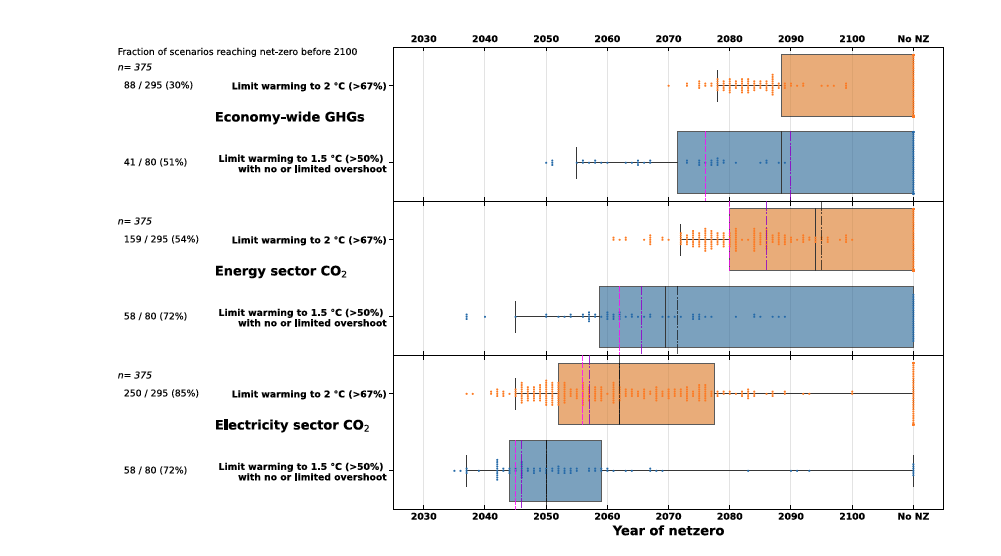 2030 2040 2050 2060 2070 2080 2090 2100 No NZ
Fraction of scenarios reaching net-zero before 2100
n= 375
88 / 295 (30%) Limit warming to 2 °C (>67%)
Economy-wide GHGs
41 / 80 (51%) Limit warming to 1.5 °C (>50%)
with no or limited overshoot
n= 375
159 / 295 (54%) Limit warming to 2 °C (>67%)
Energy sector CO₂
58 / 80 (72%) Limit warming to 1.5 °C (>50%)
with no or limited overshoot
n= 375
250 / 295 (85%) Limit warming to 2 °C (>67%)
Electricity sector CO₂
58 / 80 (72%) Limit warming to 1.5 °C (>50%)
with no or limited overshoot
2030 2040 2050 2060 2070 2080 2090 2100 No NZ
Year of netzero